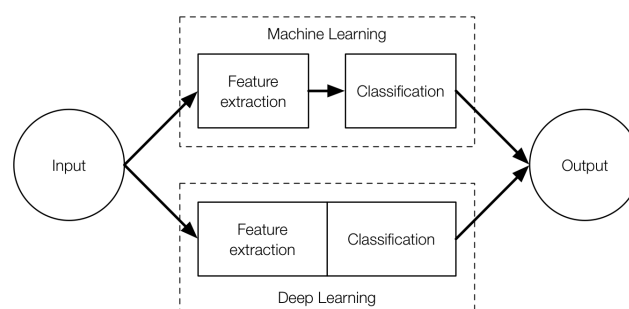 Machine Learning
Feature
extraction
Classification
Input
Output
Feature
extraction
Classification
Deep Learning